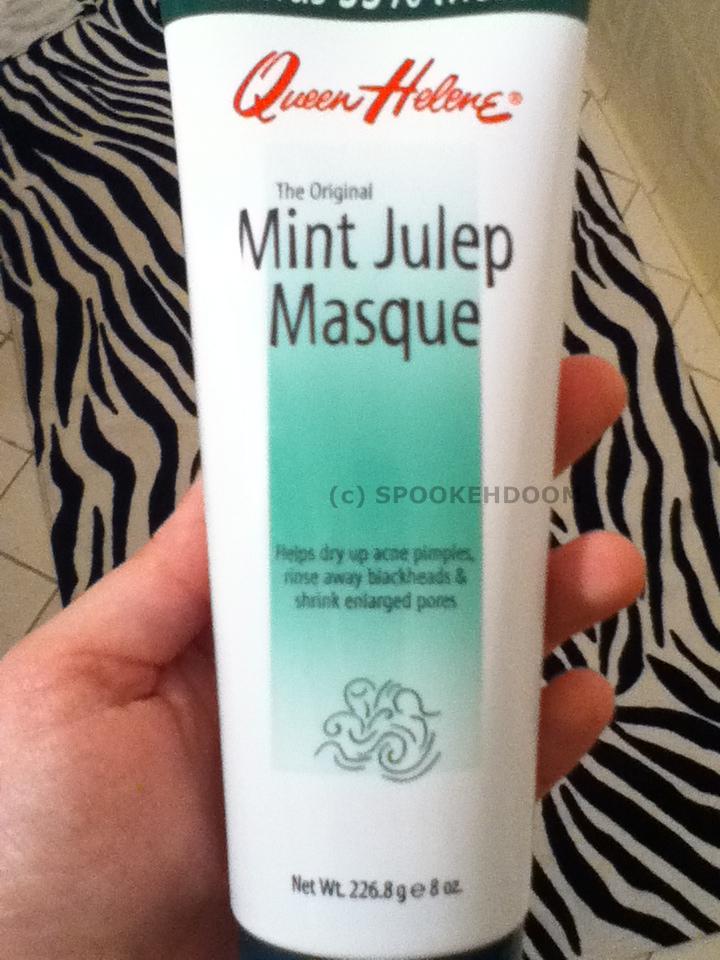 Queen Helene®
The Original
Mint Julep
Masque
(c) SPOOKEHDOOM
Helps dry up acne pimples,
rinse away blackheads &
shrink enlarged pores
Net Wt. 226.8 g e 8 oz.